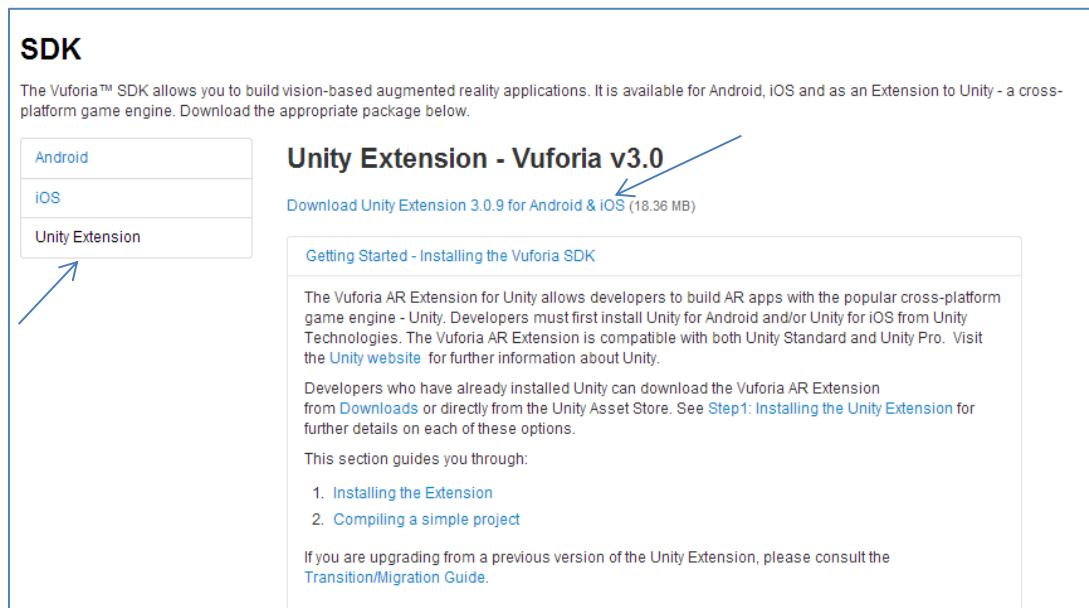 SDK
The Vuforia™ SDK allows you to build vision-based augmented reality applications. It is available for Android, iOS and as an Extension to Unity - a cross-
platform game engine. Download the appropriate package below.
Android
iOS
Unity Extension
Unity Extension - Vuforia v3.0
Download Unity Extension 3.0.9 for Android & iOS (18.36 MB)
Getting Started - Installing the Vuforia SDK
The Vuforia AR Extension for Unity allows developers to build AR apps with the popular cross-platform
game engine - Unity. Developers must first install Unity for Android and/or Unity for iOS from Unity
Technologies. The Vuforia AR Extension is compatible with both Unity Standard and Unity Pro.  Visit
the Unity website  for further information about Unity.
Developers who have already installed Unity can download the Vuforia AR Extension
from Downloads or directly from the Unity Asset Store. See Step1: Installing the Unity Extension for
further details on each of these options.
This section guides you through:
1. Installing the Extension
2. Compiling a simple project
If you are upgrading from a previous version of the Unity Extension, please consult the
Transition/Migration Guide.